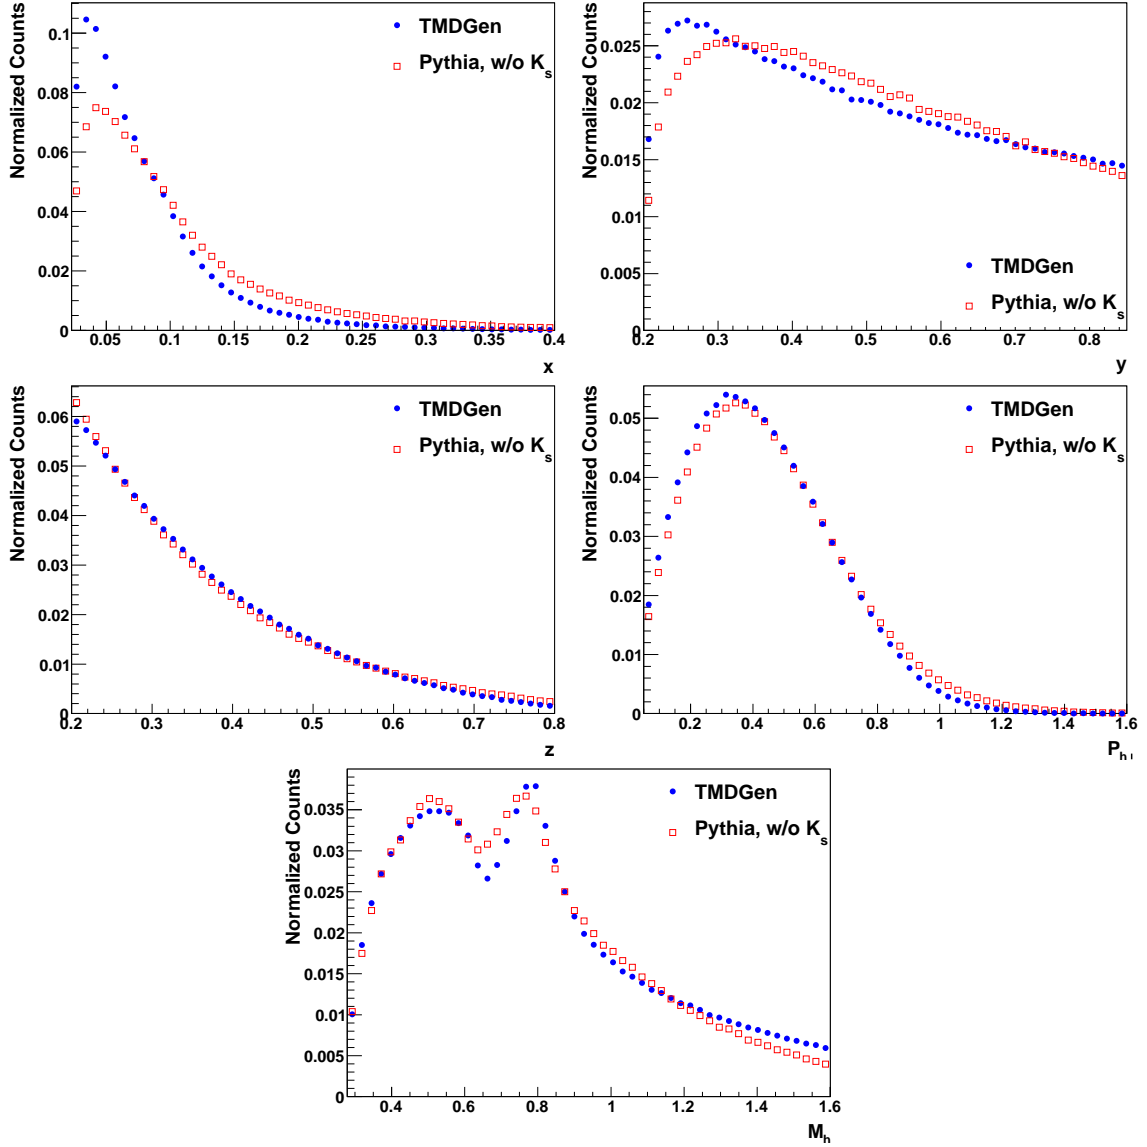 Normalized Counts
0.1
0.08
0.06
0.04
0.02
0
0.05 0.1 0.15 0.2 0.25 0.3 0.35 0.4
x
TMDGen
Pythia, w/o Ks
Normalized Counts
0.025
0.02
0.015
0.01
0.005
0
0.2 0.3 0.4 0.5 0.6 0.7 0.8
y
TMDGen
Pythia, w/o Ks
Normalized Counts
0.06
0.05
0.04
0.03
0.02
0.01
0
0.2 0.3 0.4 0.5 0.6 0.7 0.8
z
TMDGen
Pythia, w/o Ks
Normalized Counts
0.05
0.04
0.03
0.02
0.01
0
0.2 0.4 0.6 0.8 1 1.2 1.4 1.6
Ph⊥
TMDGen
Pythia, w/o Ks
Normalized Counts
0.035
0.03
0.025
0.02
0.015
0.01
0.005
0
0.4 0.6 0.8 1 1.2 1.4 1.6
Mh
TMDGen
Pythia, w/o Ks